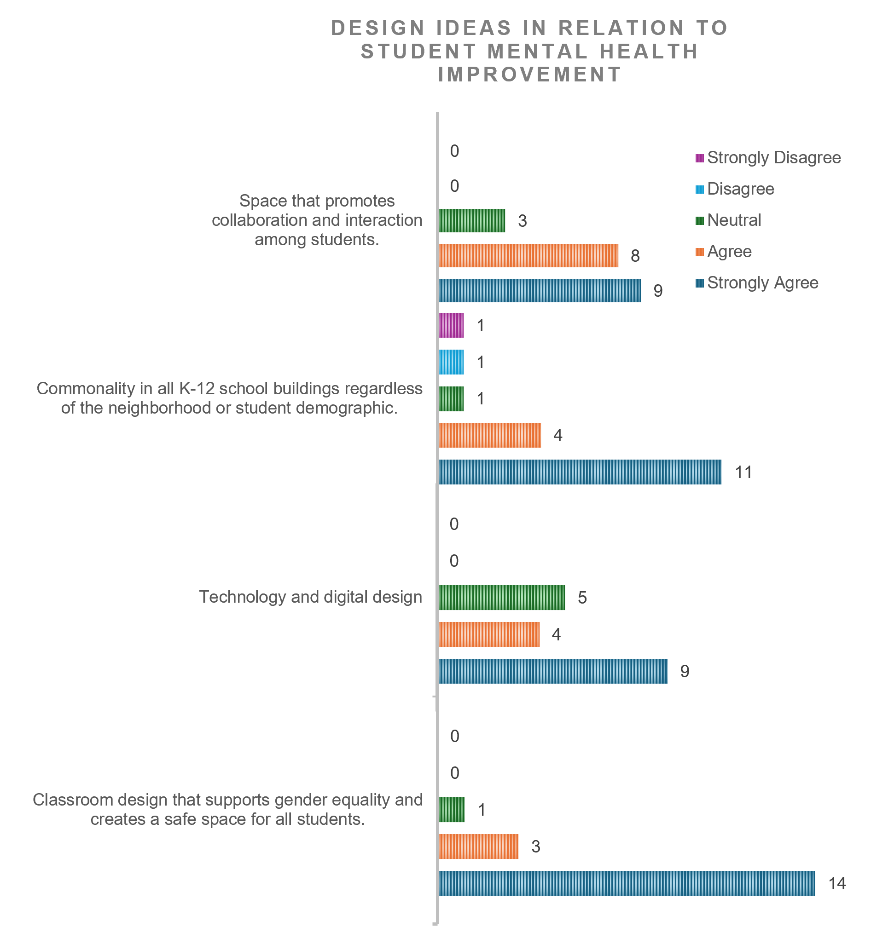 DESIGN IDEAS IN RELATION TO
STUDENT MENTAL HEALTH
IMPROVEMENT
Strongly Disagree
Disagree
Neutral
Agree
Strongly Agree
Space that promotes
collaboration and interaction
among students.
0
0
3
8
9
Commonality in all K-12 school buildings regardless
of the neighborhood or student demographic.
1
1
1
4
11
Technology and digital design
0
0
5
4
9
Classroom design that supports gender equality and
creates a safe space for all students.
0
0
1
3
14